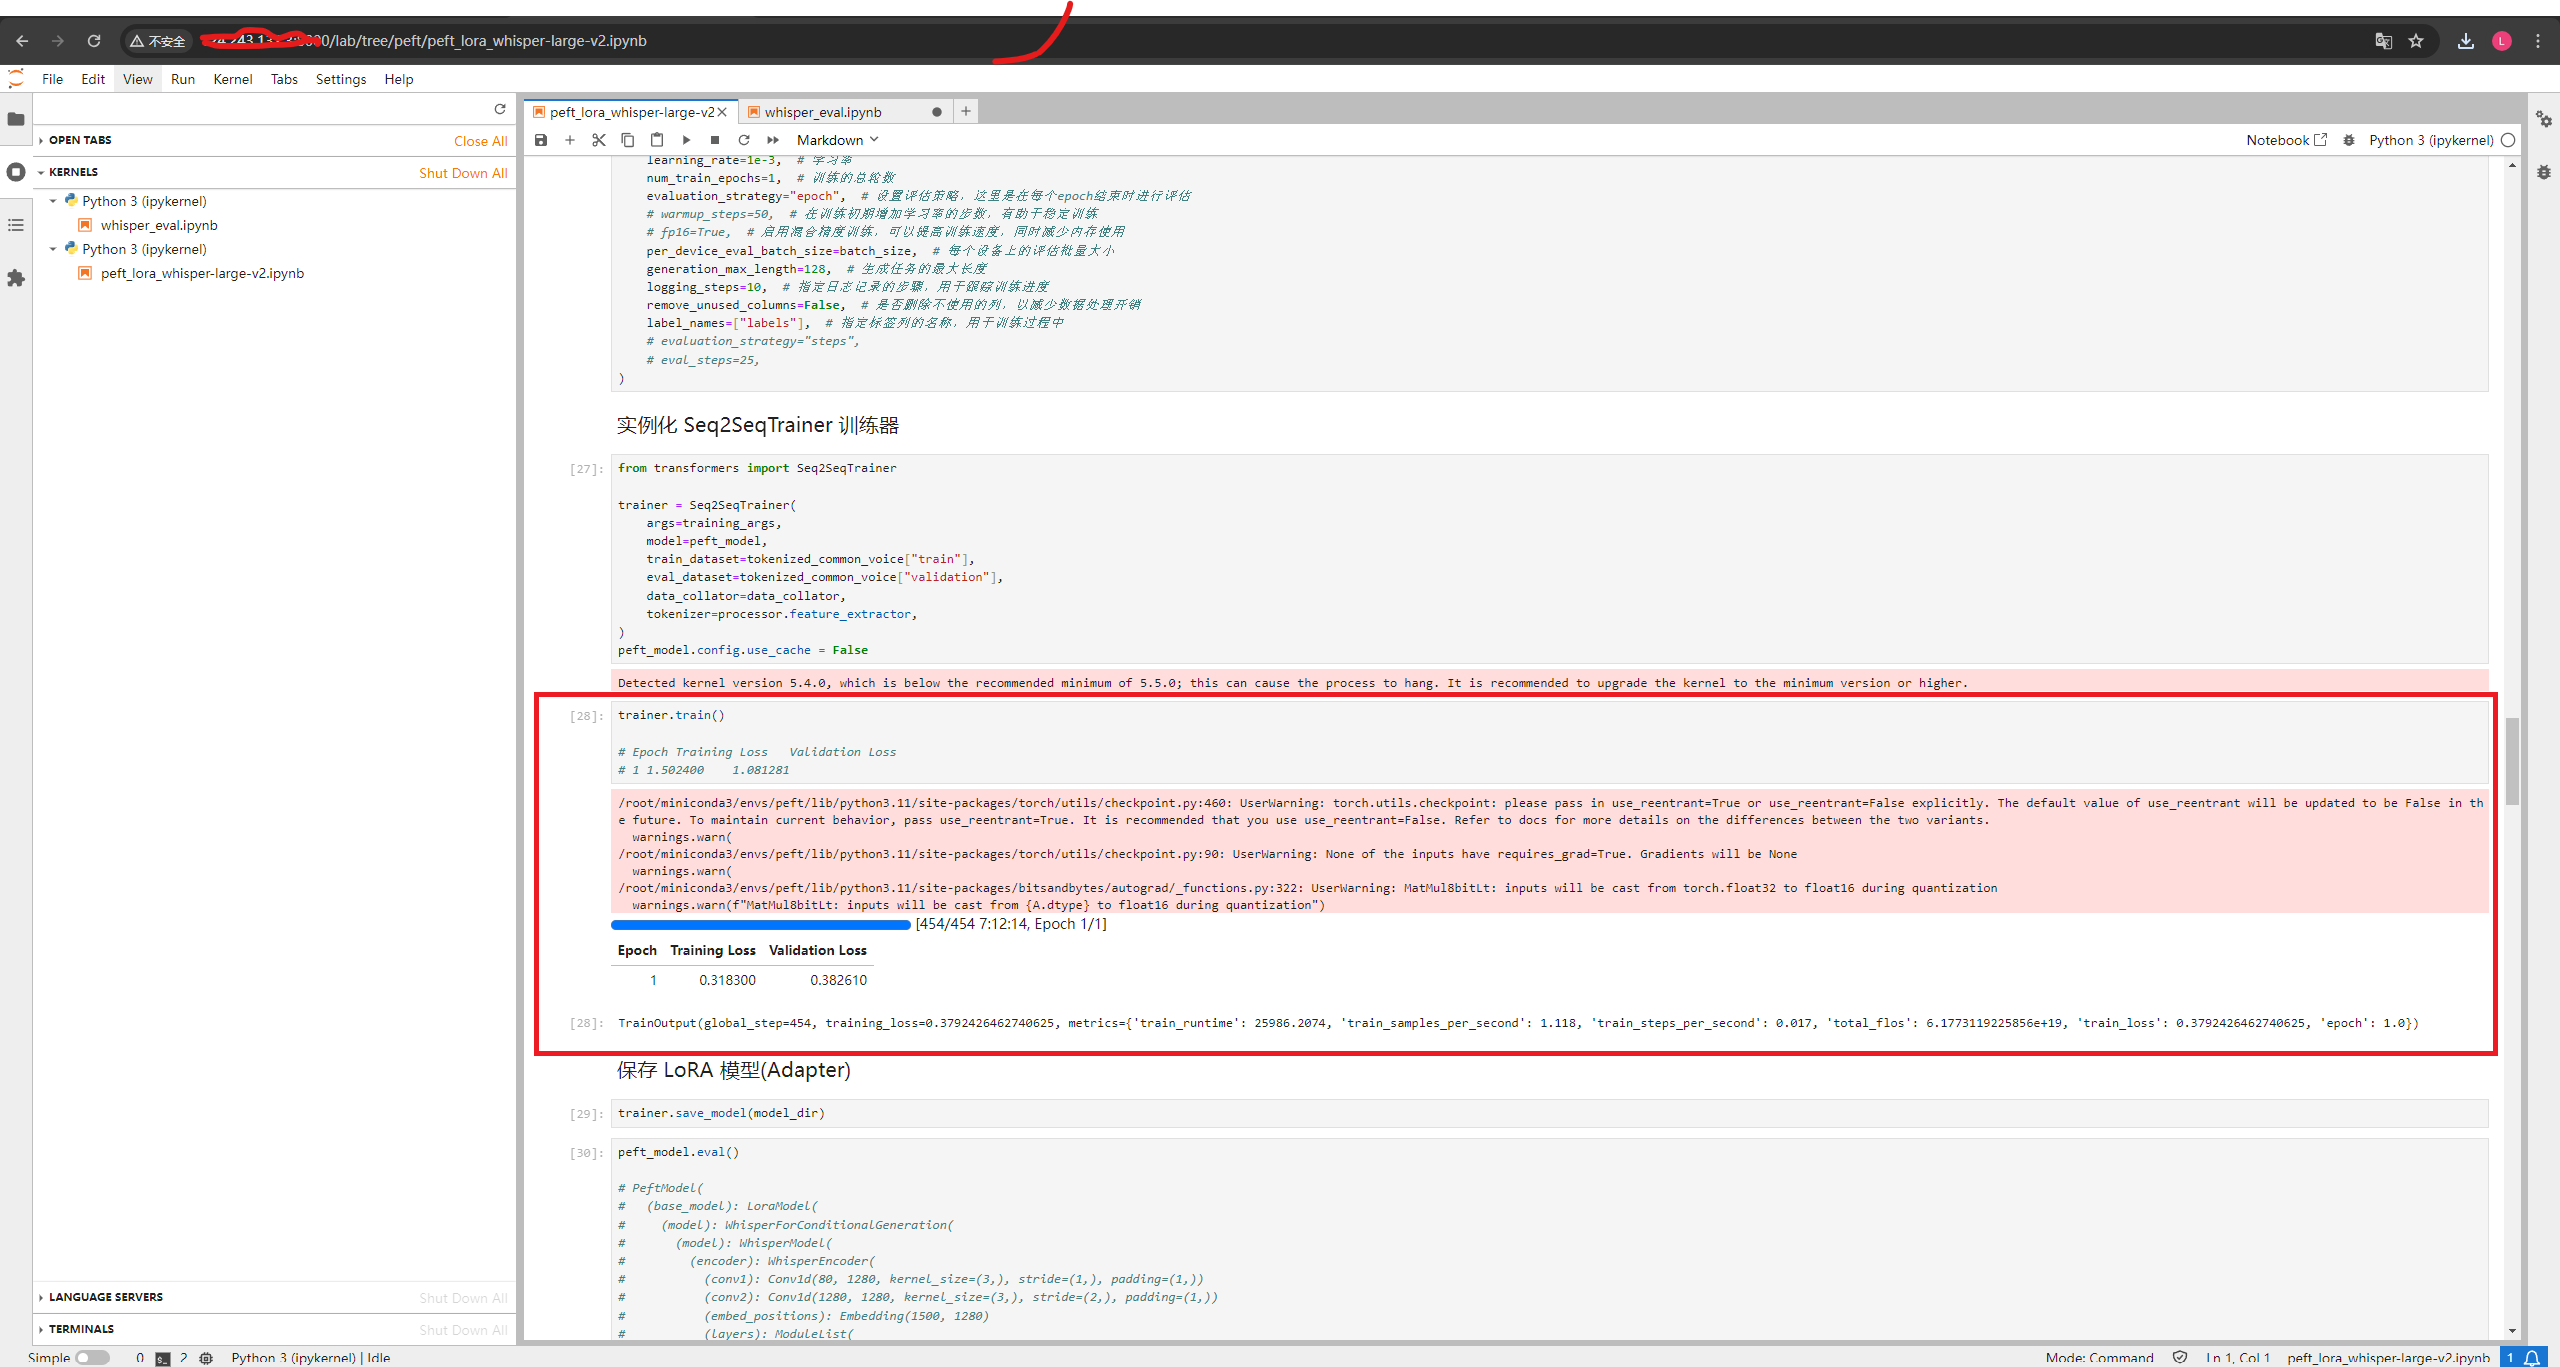 不安全
/lab/tree/peft/peft_lora_whisper-large-v2.ipynb
L
File Edit View Run Kernel Tabs Settings Help
OPEN TABS
Close All
KERNELS
Shut Down All
Python 3 (ipykernel)
whisper_eval.ipynb
Python 3 (ipykernel)
peft_lora_whisper-large-v2.ipynb
LANGUAGE SERVERS
Shut Down All
TERMINALS
Shut Down All
peft_lora_whisper-large-v2
whisper_eval.ipynb
Markdown
Notebook
Python 3 (ipykernel)
learning_rate=1e-3,  # 学习率
num_train_epochs=1,  # 训练的总轮数
evaluation_strategy="epoch",  # 设置评估策略，这里是在每个epoch结束时进行评估
# warmup_steps=50,  # 在训练初期增加学习率的步数，有助于稳定训练
# fp16=True,  # 启用混合精度训练，可以提高训练速度，同时减少内存使用
per_device_eval_batch_size=batch_size,  # 每个设备上的评估批量大小
generation_max_length=128,  # 生成任务的最大长度
logging_steps=10,  # 指定日志记录的步骤，用于跟踪训练进度
remove_unused_columns=False,  # 是否删除不使用的列，以减少数据处理开销
label_names=["labels"],  # 指定标签列的名称，用于训练过程中
# evaluation_strategy="steps",
# eval_steps=25,
)
实例化 Seq2SeqTrainer 训练器
[27]:
from transformers import Seq2SeqTrainer
trainer = Seq2SeqTrainer(
args=training_args,
model=peft_model,
train_dataset=tokenized_common_voice["train"],
eval_dataset=tokenized_common_voice["validation"],
data_collator=data_collator,
tokenizer=processor.feature_extractor,
)
peft_model.config.use_cache = False
Detected kernel version 5.4.0, which is below the recommended minimum of 5.5.0; this can cause the process to hang. It is recommended to upgrade the kernel to the minimum version or higher.
[28]:
trainer.train()
# Epoch Training Loss   Validation Loss
# 1 1.502400    1.081281
/root/miniconda3/envs/peft/lib/python3.11/site-packages/torch/utils/checkpoint.py:460: UserWarning: torch.utils.checkpoint: please pass in use_reentrant=True or use_reentrant=False explicitly. The default value of use_reentrant will be updated to be False in th
e future. To maintain current behavior, pass use_reentrant=True. It is recommended that you use use_reentrant=False. Refer to docs for more details on the differences between the two variants.
warnings.warn(
/root/miniconda3/envs/peft/lib/python3.11/site-packages/torch/utils/checkpoint.py:90: UserWarning: None of the inputs have requires_grad=True. Gradients will be None
warnings.warn(
/root/miniconda3/envs/peft/lib/python3.11/site-packages/bitsandbytes/autograd/_functions.py:322: UserWarning: MatMul8bitLt: inputs will be cast from torch.float32 to float16 during quantization
warnings.warn(f"MatMul8bitLt: inputs will be cast from {A.dtype} to float16 during quantization")
[454/454 7:12:14, Epoch 1/1]
Epoch Training Loss Validation Loss
1 0.318300 0.382610
[28]:
TrainOutput(global_step=454, training_loss=0.3792426462740625, metrics={'train_runtime': 25986.2074, 'train_samples_per_second': 1.118, 'train_steps_per_second': 0.017, 'total_flos': 6.1773119225856e+19, 'train_loss': 0.3792426462740625, 'epoch': 1.0})
保存 LoRA 模型(Adapter)
[29]:
trainer.save_model(model_dir)
[30]:
peft_model.eval()
# PeftModel(
#   (base_model): LoraModel(
#     (model): WhisperForConditionalGeneration(
#       (model): WhisperModel(
#         (encoder): WhisperEncoder(
#           (conv1): Conv1d(80, 1280, kernel_size=(3,), stride=(1,), padding=(1,))
#           (conv2): Conv1d(1280, 1280, kernel_size=(3,), stride=(2,), padding=(1,))
#           (embed_positions): Embedding(1500, 1280)
#           (layers): ModuleList(
Simple 0 2 Python 3 (ipykernel) | Idle
Mode: Command Ln 1, Col 1 peft_lora_whisper-large-v2.ipynb 1